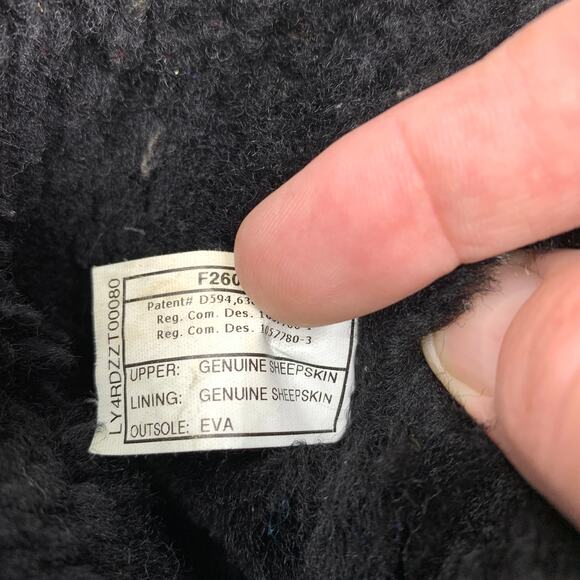 LY4RDZZT00080
F260
Patent# D594,63
Reg. Com. Des.
Reg. Com. Des. 1057780-3
UPPER: GENUINE SHEEPSKIN
LINING: GENUINE SHEEPSKIN
OUTSOLE: EVA